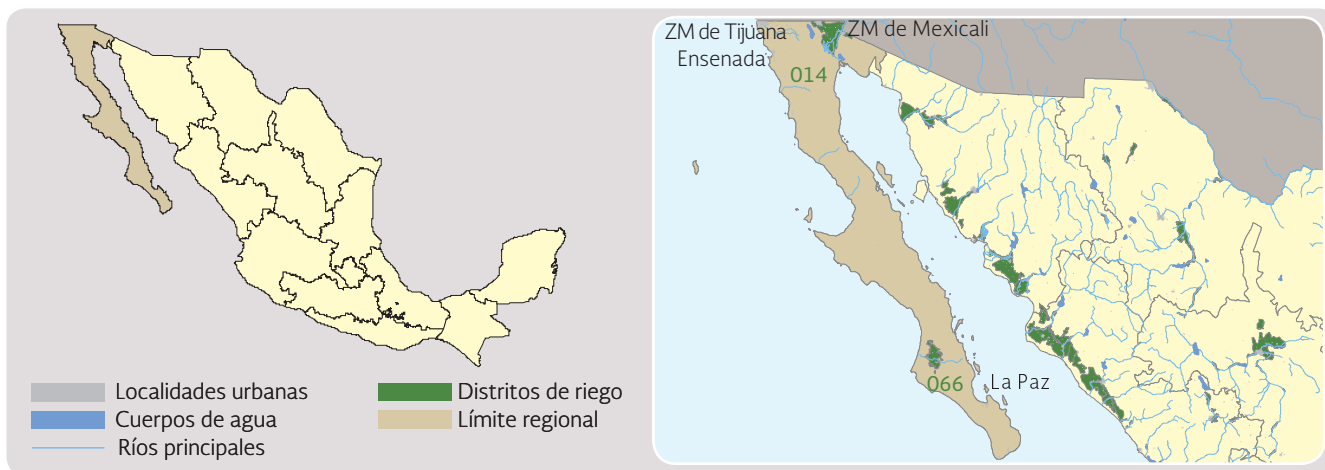 Localidades urbanas
Cuerpos de agua
Ríos principales
Distritos de riego
Límite regional
ZM de Tijuana
ZM de Mexicali
Ensenada
014
066
La Paz